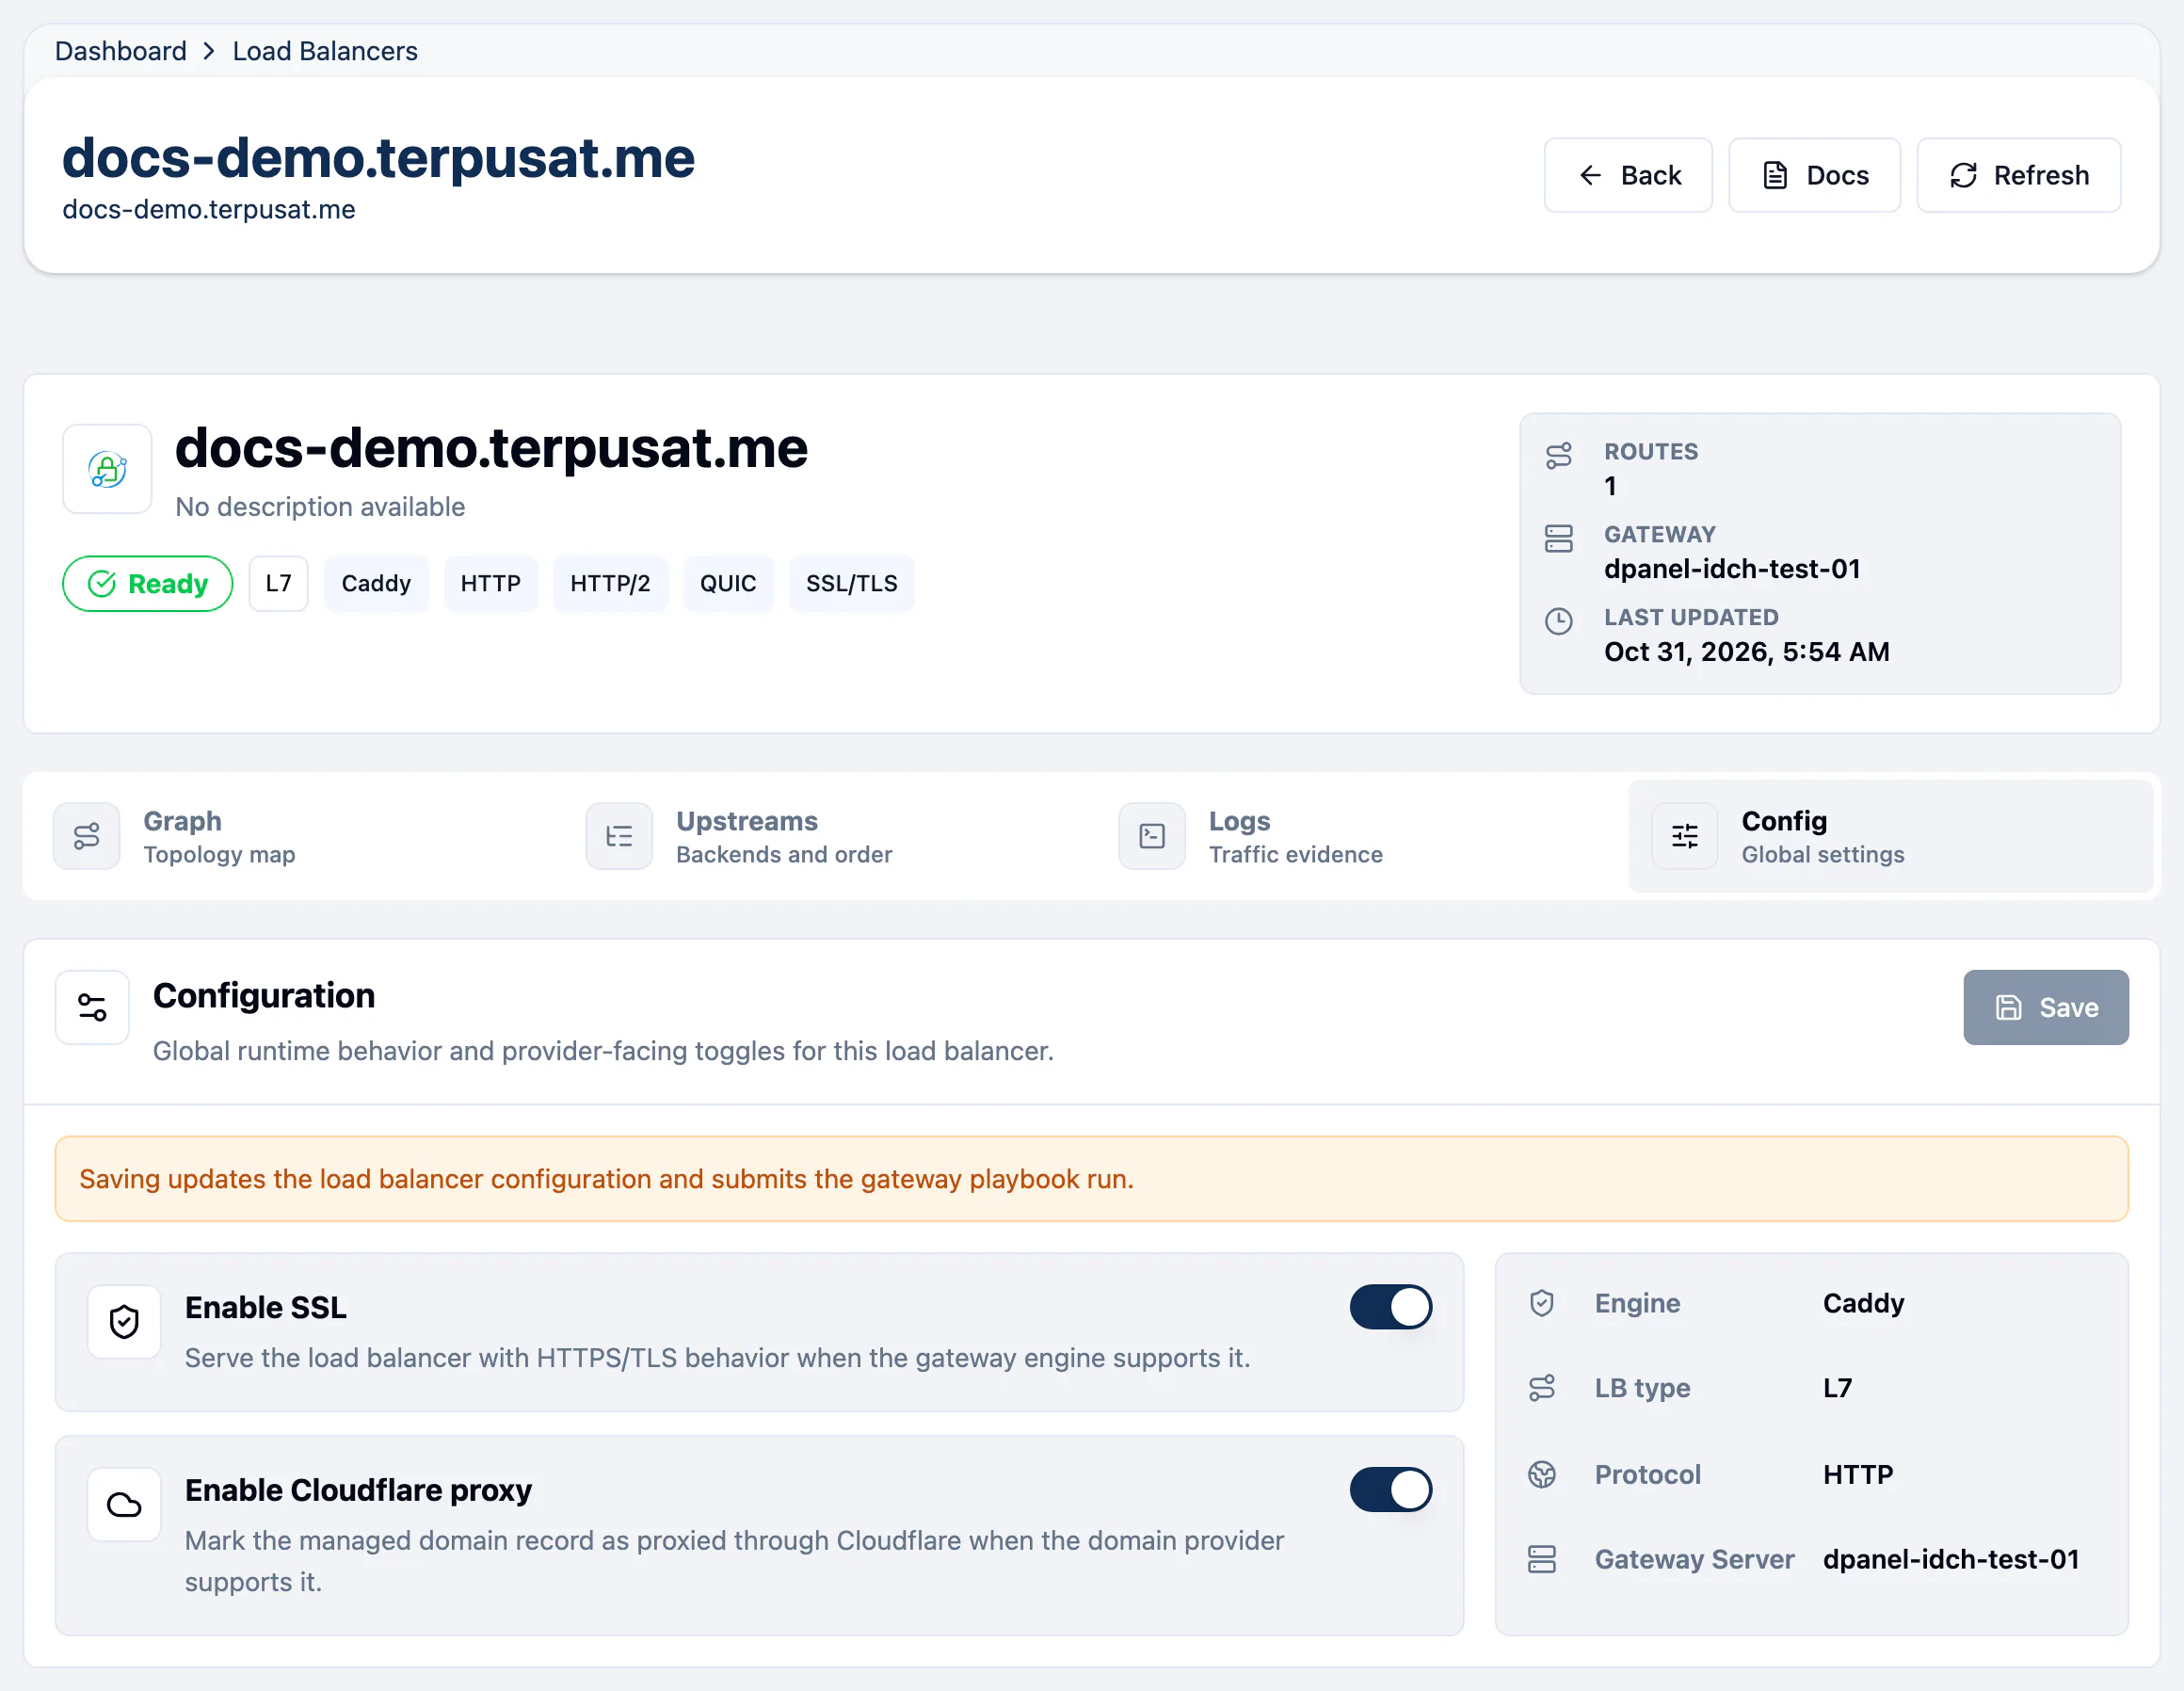 Dashboard > Load Balancers
docs-demo.terpusat.me
docs-demo.terpusat.me
Back
Docs
Refresh
docs-demo.terpusat.me
No description available
Ready
L7
Caddy
HTTP
HTTP/2
QUIC
SSL/TLS
ROUTES
1
GATEWAY
dpanel-idch-test-01
LAST UPDATED
Oct 31, 2026, 5:54 AM
Graph
Topology map
Upstreams
Backends and order
Logs
Traffic evidence
Config
Global settings
Configuration
Global runtime behavior and provider-facing toggles for this load balancer.
Save
Saving updates the load balancer configuration and submits the gateway playbook run.
Enable SSL
Serve the load balancer with HTTPS/TLS behavior when the gateway engine supports it.
Enable Cloudflare proxy
Mark the managed domain record as proxied through Cloudflare when the domain provider
supports it.
Engine Caddy
LB type L7
Protocol HTTP
Gateway Server dpanel-idch-test-01